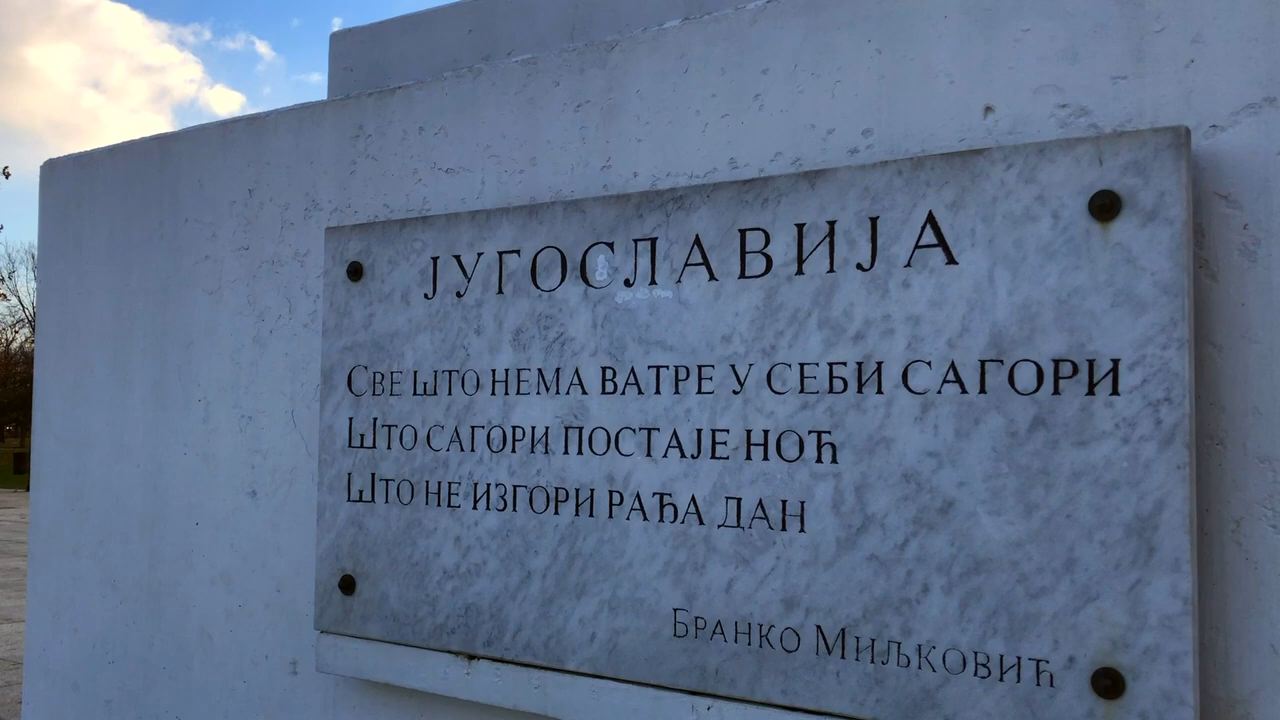 ЈУГОСЛАВИЈА
СВЕ ШТО НЕМА ВАТРЕ У СЕБИ САГОРИ
ШТО САГОРИ ПОСТАЈЕ НОЋ
ШТО НЕ ИЗГОРИ РАЂА ДАН
БРАНКО МИЉКОВИЋ